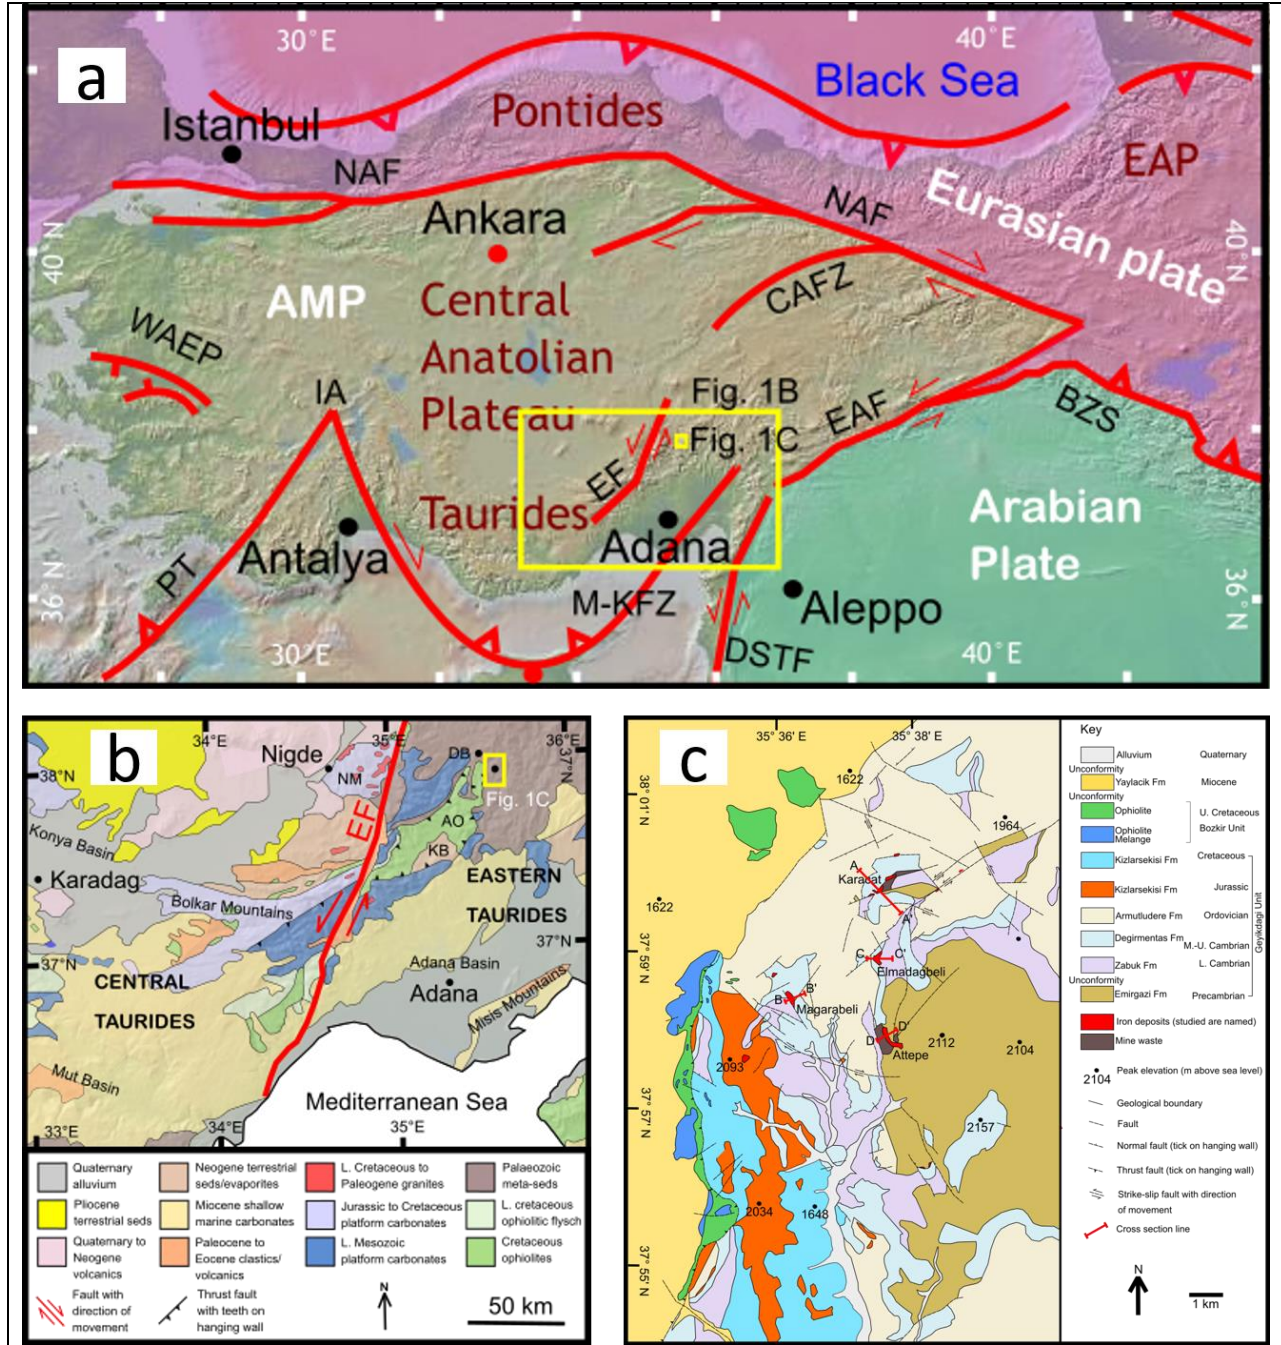 a
30°E
40°E
Black Sea
Pontides
Istanbul
EAP
NAF
Eurasian plate
NAF
Ankara
40°N
40°N
CAFZ
AMP
Central
Anatolian
Plateau
WAEP
IA
Fig. 1B
EAF
BZS
Fig. 1C
EF
Taurides
Arabian
Plate
Adana
Antalya
PT
36°N
36°N
M-KFZ
Aleppo
30°E
DSTF
40°E
b
34°E
35°E
36°E
Nigde
DB
38°N
NM
37°N
Fig. 1C
EF
AO
Konya Basin
KB
Karadag
EASTERN
TAURIDES
Bolkar Mountains
37°N
37°N
CENTRAL
TAURIDES
Adana Basin
Adana
Misis Mountains
Mut Basin
Mediterranean Sea
33°E
34°E
35°E
Quaternary
alluvium
Neogene terrestrial
seds/evaporites
L. Cretaceous to
Paleogene granites
Palaeozoic
meta-seds
Pliocene
terrestrial seds
Miocene shallow
marine carbonates
Jurassic to Cretaceous
platform carbonates
L. cretaceous
ophiolitic flysch
Quaternary to
Neogene
volcanics
Paleocene to
Eocene clastics/
volcanics
L. Mesozoic
platform carbonates
Cretaceous
ophiolites
Fault with
direction of
movement
Thrust fault
with teeth on
hanging wall
N
50 km
c
35° 36' E
35° 38' E
1622
38° 01' N
1964
A
Karacat
1622
A'
37° 59' N
C
C'
Elmadagbeli
B
B'
Magarabeli
D
D'
Attepe
2112
2104
2093
37° 57' N
2157
2034
1648
37° 55' N
Key
Alluvium
Quaternary
Unconformity
Yaylacik Fm
Miocene
Unconformity
Ophiolite
U. Cretaceous
Ophiolite
Melange
Bozkir Unit
Kizlarsekisi Fm
Cretaceous
Kizlarsekisi Fm
Jurassic
Armutludere Fm
Ordovician
Degirmentas Fm
M.-U. Cambrian
Zabuk Fm
L. Cambrian
Unconformity
Emirgazi Fm
Precambrian
Geyikdagi Unit
Iron deposits (studied are named)
Mine waste
2104
Peak elevation (m above sea level)
Geological boundary
Fault
Normal fault (tick on hanging wall)
Thrust fault (tick on hanging wall)
Strike-slip fault with direction
of movement
Cross section line
N
1 km